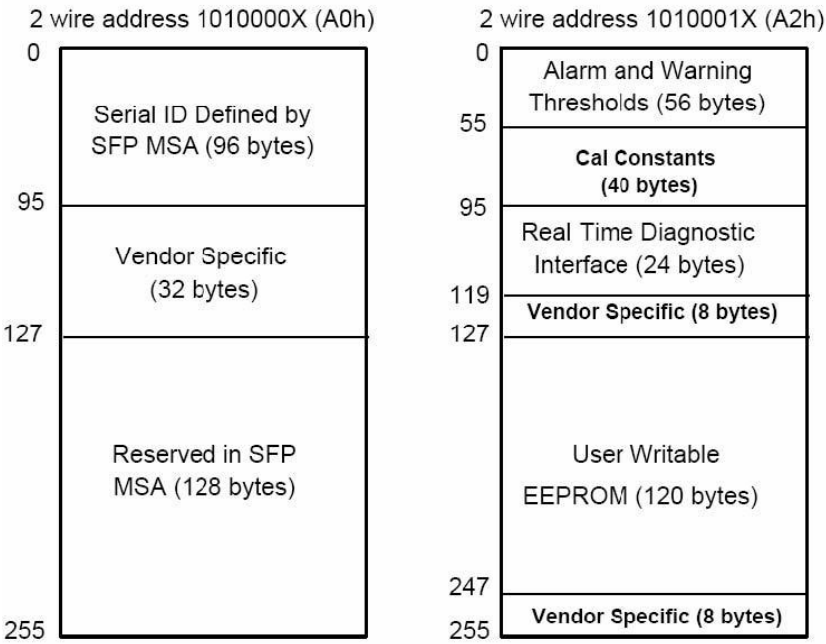 2 wire address 1010000X (A0h)
0
Serial ID Defined by
SFP MSA (96 bytes)
95
Vendor Specific
(32 bytes)
127
Reserved in SFP
MSA (128 bytes)
255
2 wire address 1010001X (A2h)
0
Alarm and Warning
Thresholds (56 bytes)
55
Cal Constants
(40 bytes)
95
Real Time Diagnostic
Interface (24 bytes)
119
Vendor Specific (8 bytes)
127
User Writable
EEPROM (120 bytes)
247
Vendor Specific (8 bytes)
255